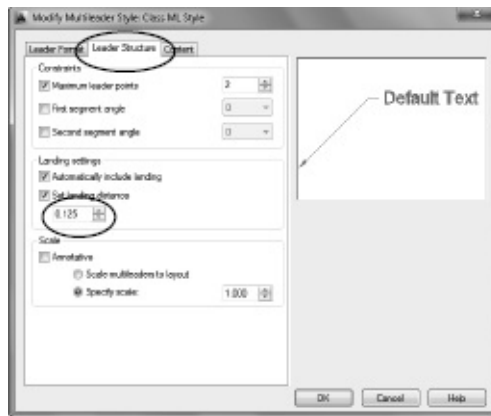 Modify Multileader Style: Class ML Style
Leader Format Leader Structure Content
Constraints
Maximum leader points 2
First segment angle 0
Second segment angle 0
Landing settings
Automatically include landing
Set landing distance
0.125
Scale
Annotative
Scale multileaders to layout
Specify scale: 1.000
Default Text
OK Cancel Help